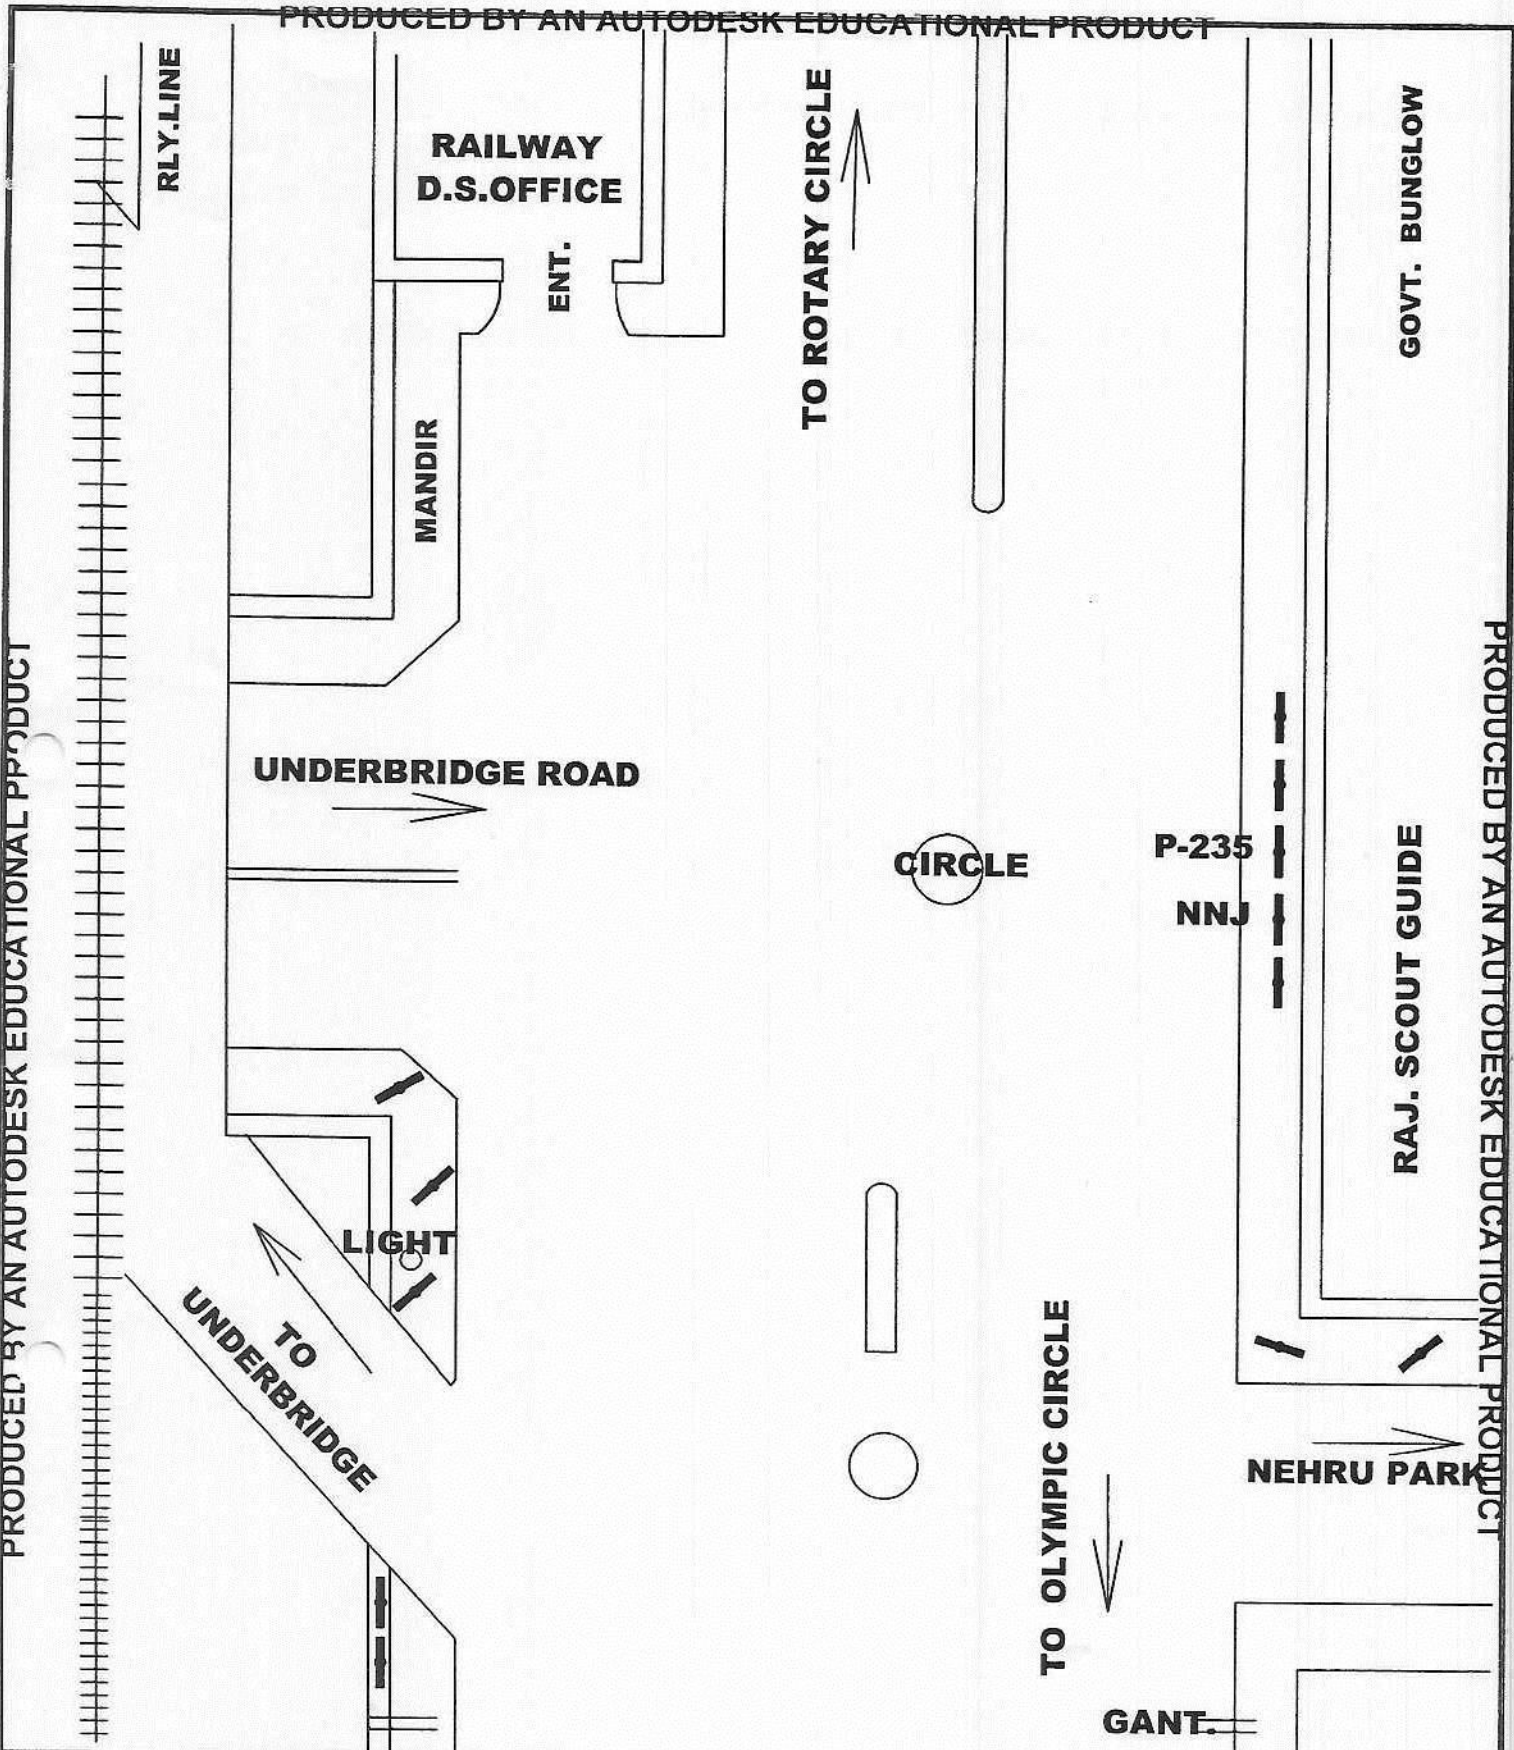 PRODUCED BY AN AUTODESK EDUCATIONAL PRODUCT
RLY.LINE
RAILWAY
D.S.OFFICE
ENT.
TO ROTARY CIRCLE
GOVT. BUNGLOW
MANDIR
UNDERBRIDGE ROAD
CIRCLE
P-235
NNJ
RAJ. SCOUT GUIDE
PRODUCED BY AN AUTODESK EDUCATIONAL PRODUCT
PRODUCED BY AN AUTODESK EDUCATIONAL PRODUCT
LIGHT
TO
UNDERBRIDGE
TO OLYMPIC CIRCLE
NEHRU PARK
GANT.